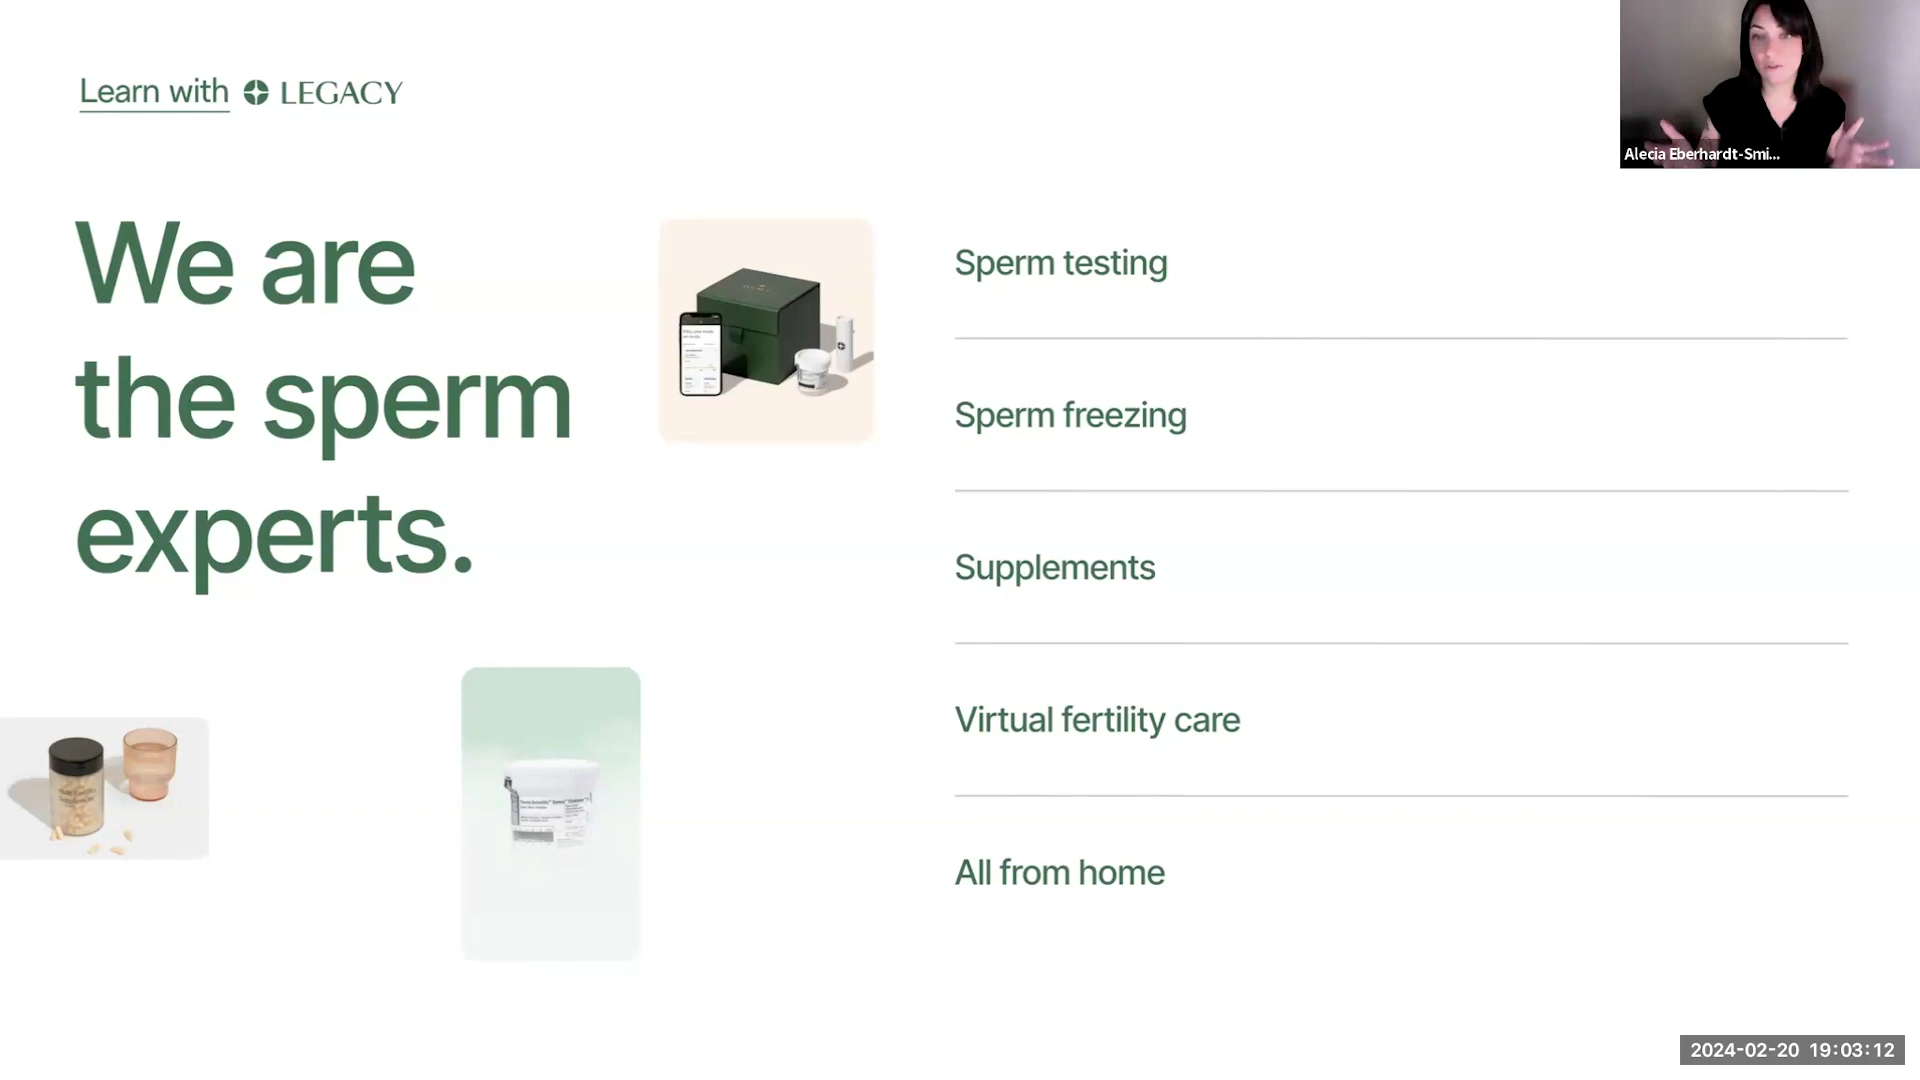 Learn with LEGACY
Alecia Eberhardt-Smi...
We are
the sperm
experts.
Sperm testing
Sperm freezing
Supplements
Virtual fertility care
All from home
2024-02-20 19:03:12